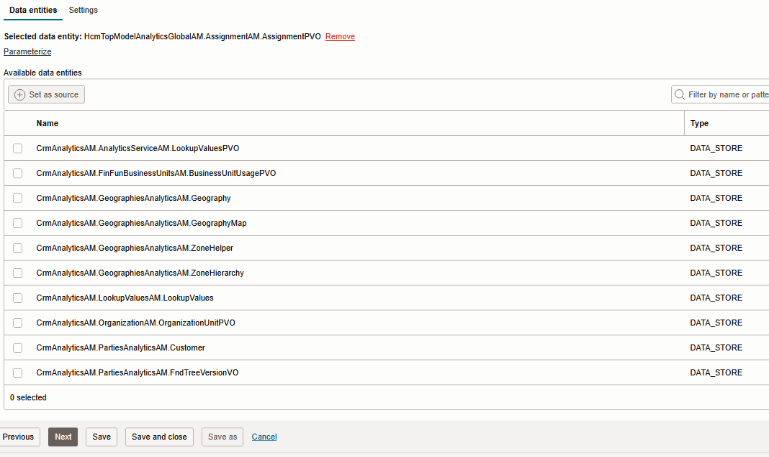 Data entities Settings
Selected data entity: HcmTopModelAnalyticsGlobalAM.AssignmentAM.AssignmentPVO Remove
Parameterize
Available data entities
Set as source Filter by name or patte
Name Type
CrmAnalyticsAM.AnalyticsServiceAM.LookupValuesPVO DATA_STORE
CrmAnalyticsAM.FinFunBusinessUnitsAM.BusinessUnitUsagePVO DATA_STORE
CrmAnalyticsAM.GeographiesAnalyticsAM.Geography DATA_STORE
CrmAnalyticsAM.GeographiesAnalyticsAM.GeographyMap DATA_STORE
CrmAnalyticsAM.GeographiesAnalyticsAM.ZoneHelper DATA_STORE
CrmAnalyticsAM.GeographiesAnalyticsAM.ZoneHierarchy DATA_STORE
CrmAnalyticsAM.LookupValuesAM.LookupValues DATA_STORE
CrmAnalyticsAM.OrganizationAM.OrganizationUnitPVO DATA_STORE
CrmAnalyticsAM.PartiesAnalyticsAM.Customer DATA_STORE
CrmAnalyticsAM.PartiesAnalyticsAM.FndTreeVersionVO DATA_STORE
0 selected
Previous Next Save Save and close Save as Cancel